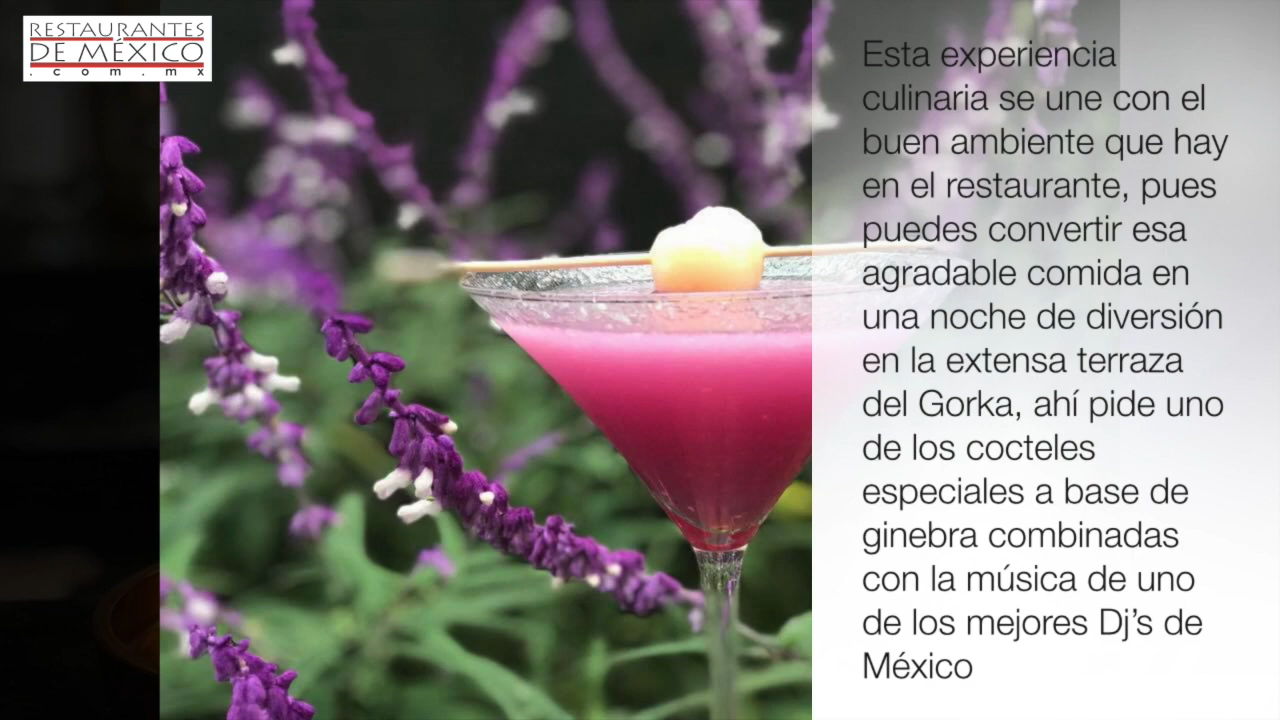 RESTAURANTES
DE MÉXICO
.com.mx
Esta experiencia
culinaria se une con el
buen ambiente que hay
en el restaurante, pues
puedes convertir esa
agradable comida en
una noche de diversión
en la extensa terraza
del Gorka, ahí pide uno
de los cocteles
especiales a base de
ginebra combinadas
con la música de uno
de los mejores Dj’s de
México